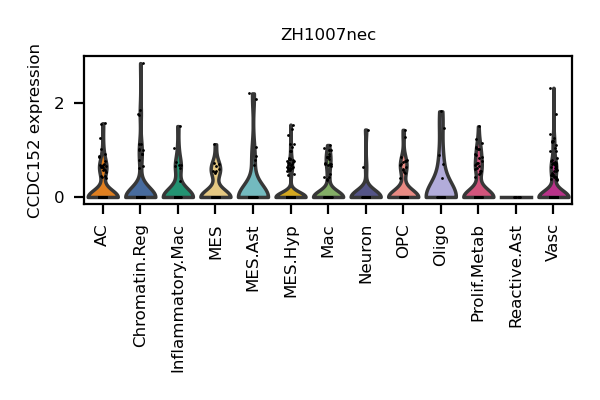 ZH1007nec
CCDC152 expression
2
0
AC
Chromatin.Reg
Inflammatory.Mac
MES
MES.Ast
MES.Hyp
Mac
Neuron
OPC
Oligo
Prolif.Metab
Reactive.Ast
Vasc